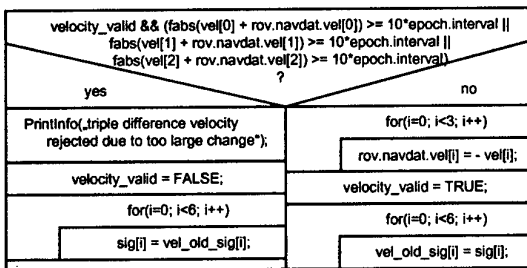 velocity_valid && (fabs(vel[0] + rov.navdat.vel[0]) >= 10*epoch.interval ||
fabs(vel[1] + rov.navdat.vel[1]) >= 10*epoch.interval ||
fabs(vel[2] + rov.navdat.vel[2]) >= 10*epoch.interval)
?
yes
no
PrintInfo(„triple difference velocity
rejected due to too large change“);
velocity_valid = FALSE;
for(i=0; i<6; i++)
sig[i] = vel_old_sig[i];
for(i=0; i<3; i++)
rov.navdat.vel[i] = - vel[i];
velocity_valid = TRUE;
for(i=0; i<6; i++)
vel_old_sig[i] = sig[i];